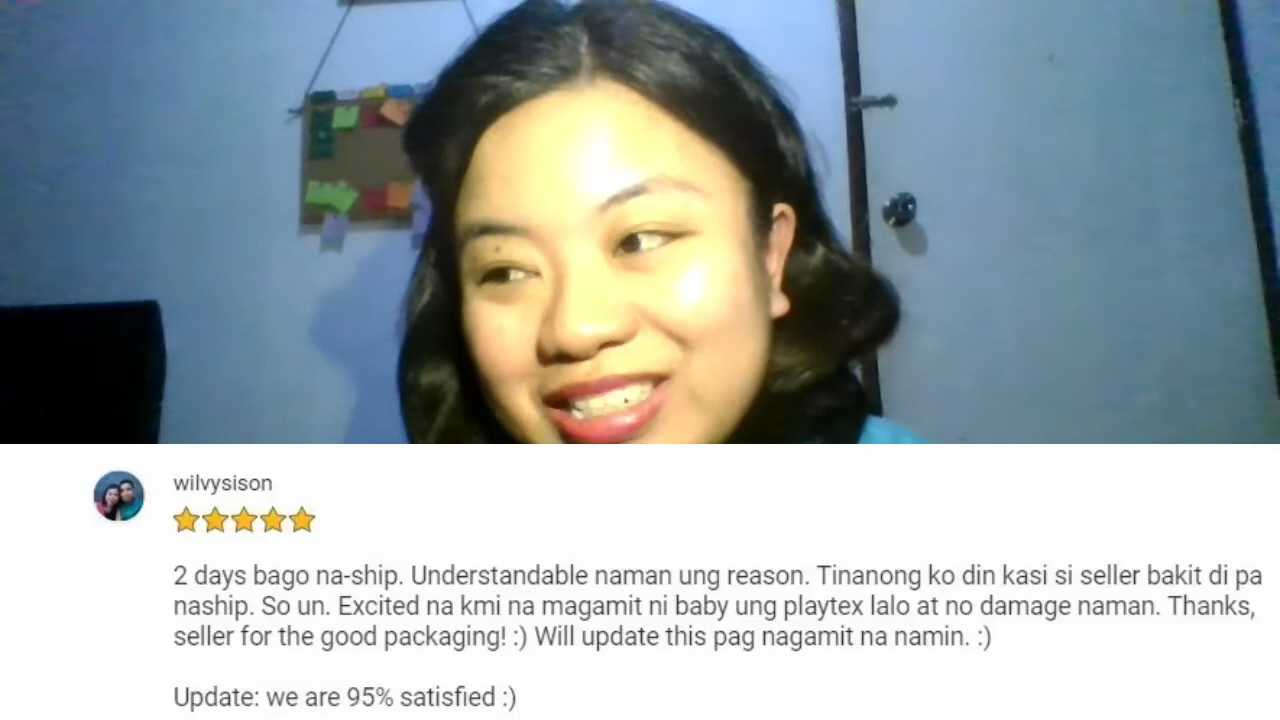 wilvysison
2 days bago na-ship. Understandable naman ung reason. Tinanong ko din kasi si seller bakit di pa
naship. So un. Excited na kmi na magamit ni baby ung playtex lalo at no damage naman. Thanks,
seller for the good packaging! :) Will update this pag nagamit na namin. :)
Update: we are 95% satisfied :)